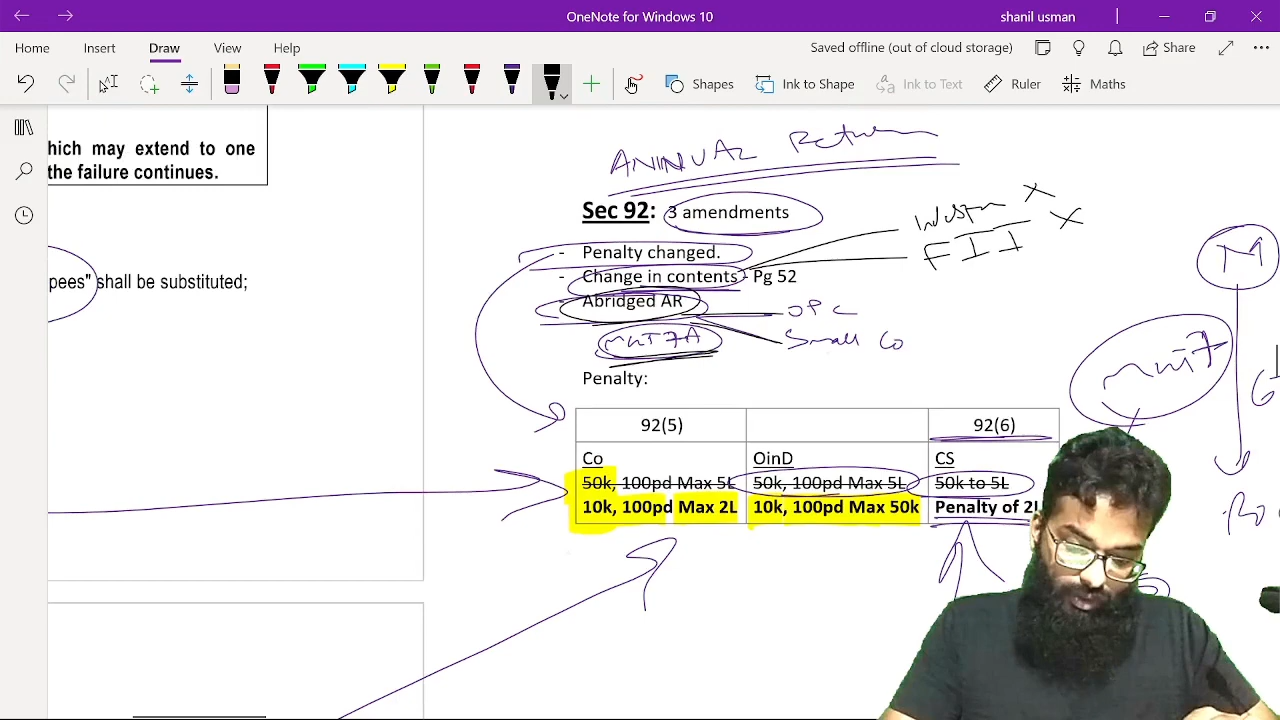 OneNote for Windows 10
shanil usman
Home Insert Draw View Help
Saved offline (out of cloud storage)
Share
Shapes
Ink to Shape
Ink to Text
Ruler
Maths
hich may extend to one
the failure continues.
pees" shall be substituted;
ANNUAL Return
Sec 92: 3 amendments
- Penalty changed.
- Change in contents - Pg 52
- Abridged AR
X
FII X
OPC
MGT 7A
Small Co
Penalty:
92(5) 92(6)
Co OinD CS
50k, 100pd Max 5L 50k, 100pd Max 5L 50k to 5L
10k, 100pd Max 2L 10k, 100pd Max 50k Penalty of 2L
M